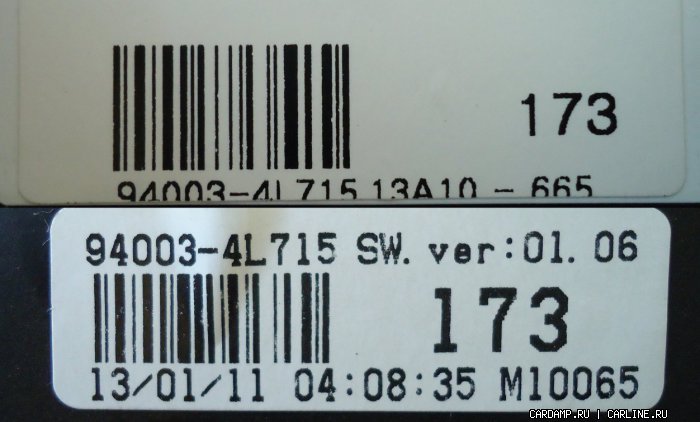 173
94003-4L715 13A10 - 665
94003-4L715 SW. ver:01. 06
173
13/01/11 04:08:35 M10065
CARDAMP.RU | CARLINE.RU